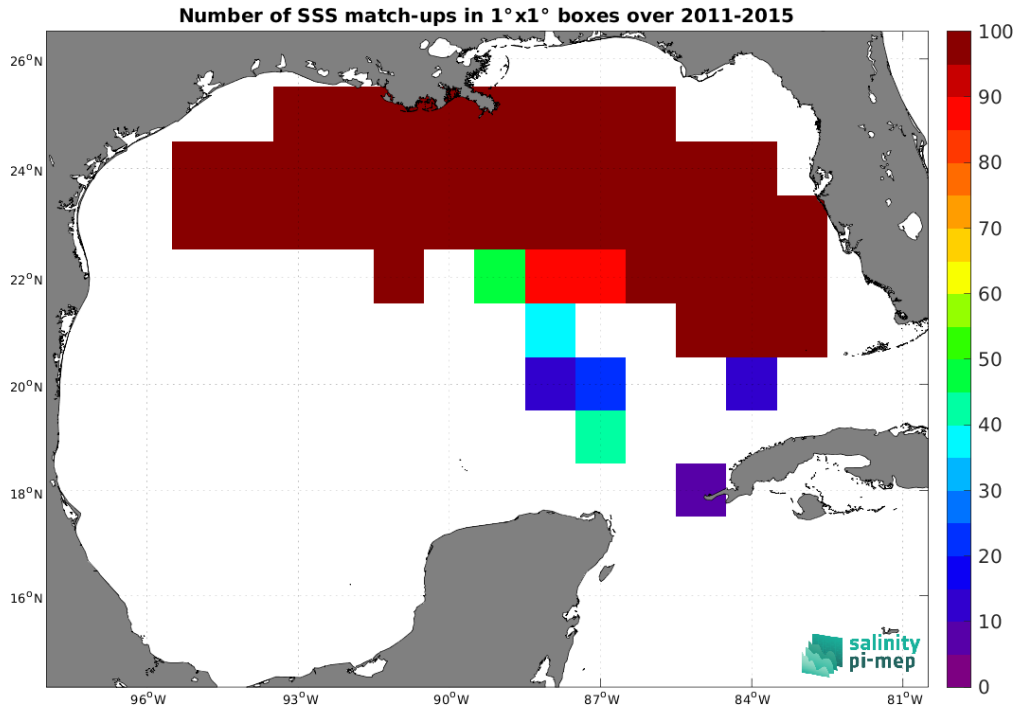 Number of SSS match-ups in 1°x1° boxes over 2011-2015
26°N
24°N
22°N
20°N
18°N
16°N
96°W
93°W
90°W
87°W
84°W
81°W
100
90
80
70
60
50
40
30
20
10
0
salinity
pi-mep